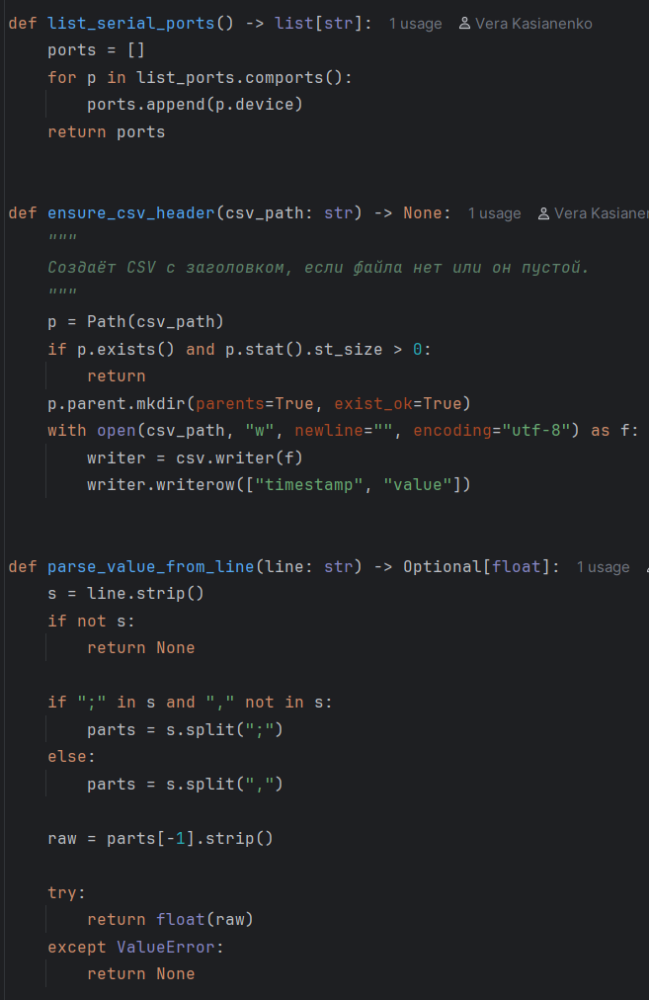 def list_serial_ports() -> list[str]: 1 usage Vera Kasianenko
    ports = []
    for p in list_ports.comports():
        ports.append(p.device)
    return ports
def ensure_csv_header(csv_path: str) -> None: 1 usage Vera Kasianer
    """
    Создаёт CSV с заголовком, если файла нет или он пустой.
    """
    p = Path(csv_path)
    if p.exists() and p.stat().st_size > 0:
        return
    p.parent.mkdir(parents=True, exist_ok=True)
    with open(csv_path, "w", newline="", encoding="utf-8") as f:
        writer = csv.writer(f)
        writer.writerow(["timestamp", "value"])
def parse_value_from_line(line: str) -> Optional[float]: 1 usage
    s = line.strip()
    if not s:
        return None
    if ";" in s and "," not in s:
        parts = s.split(";")
    else:
        parts = s.split(",")
    raw = parts[-1].strip()
    try:
        return float(raw)
    except ValueError:
        return None